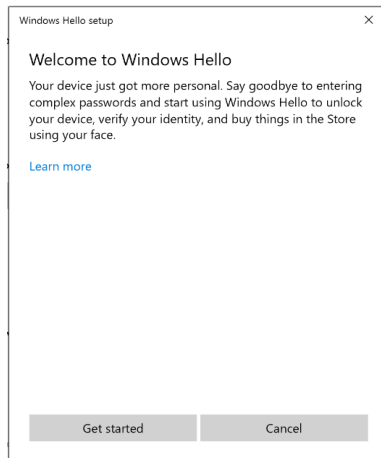 Windows Hello setup
Welcome to Windows Hello
Your device just got more personal. Say goodbye to entering
complex passwords and start using Windows Hello to unlock
your device, verify your identity, and buy things in the Store
using your face.
Learn more
Get started
Cancel